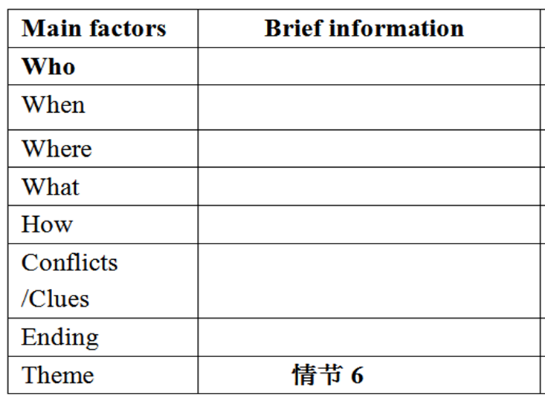 Main factors Brief information
Who
When
Where
What
How
Conflicts
/Clues
Ending
Theme 情节 6